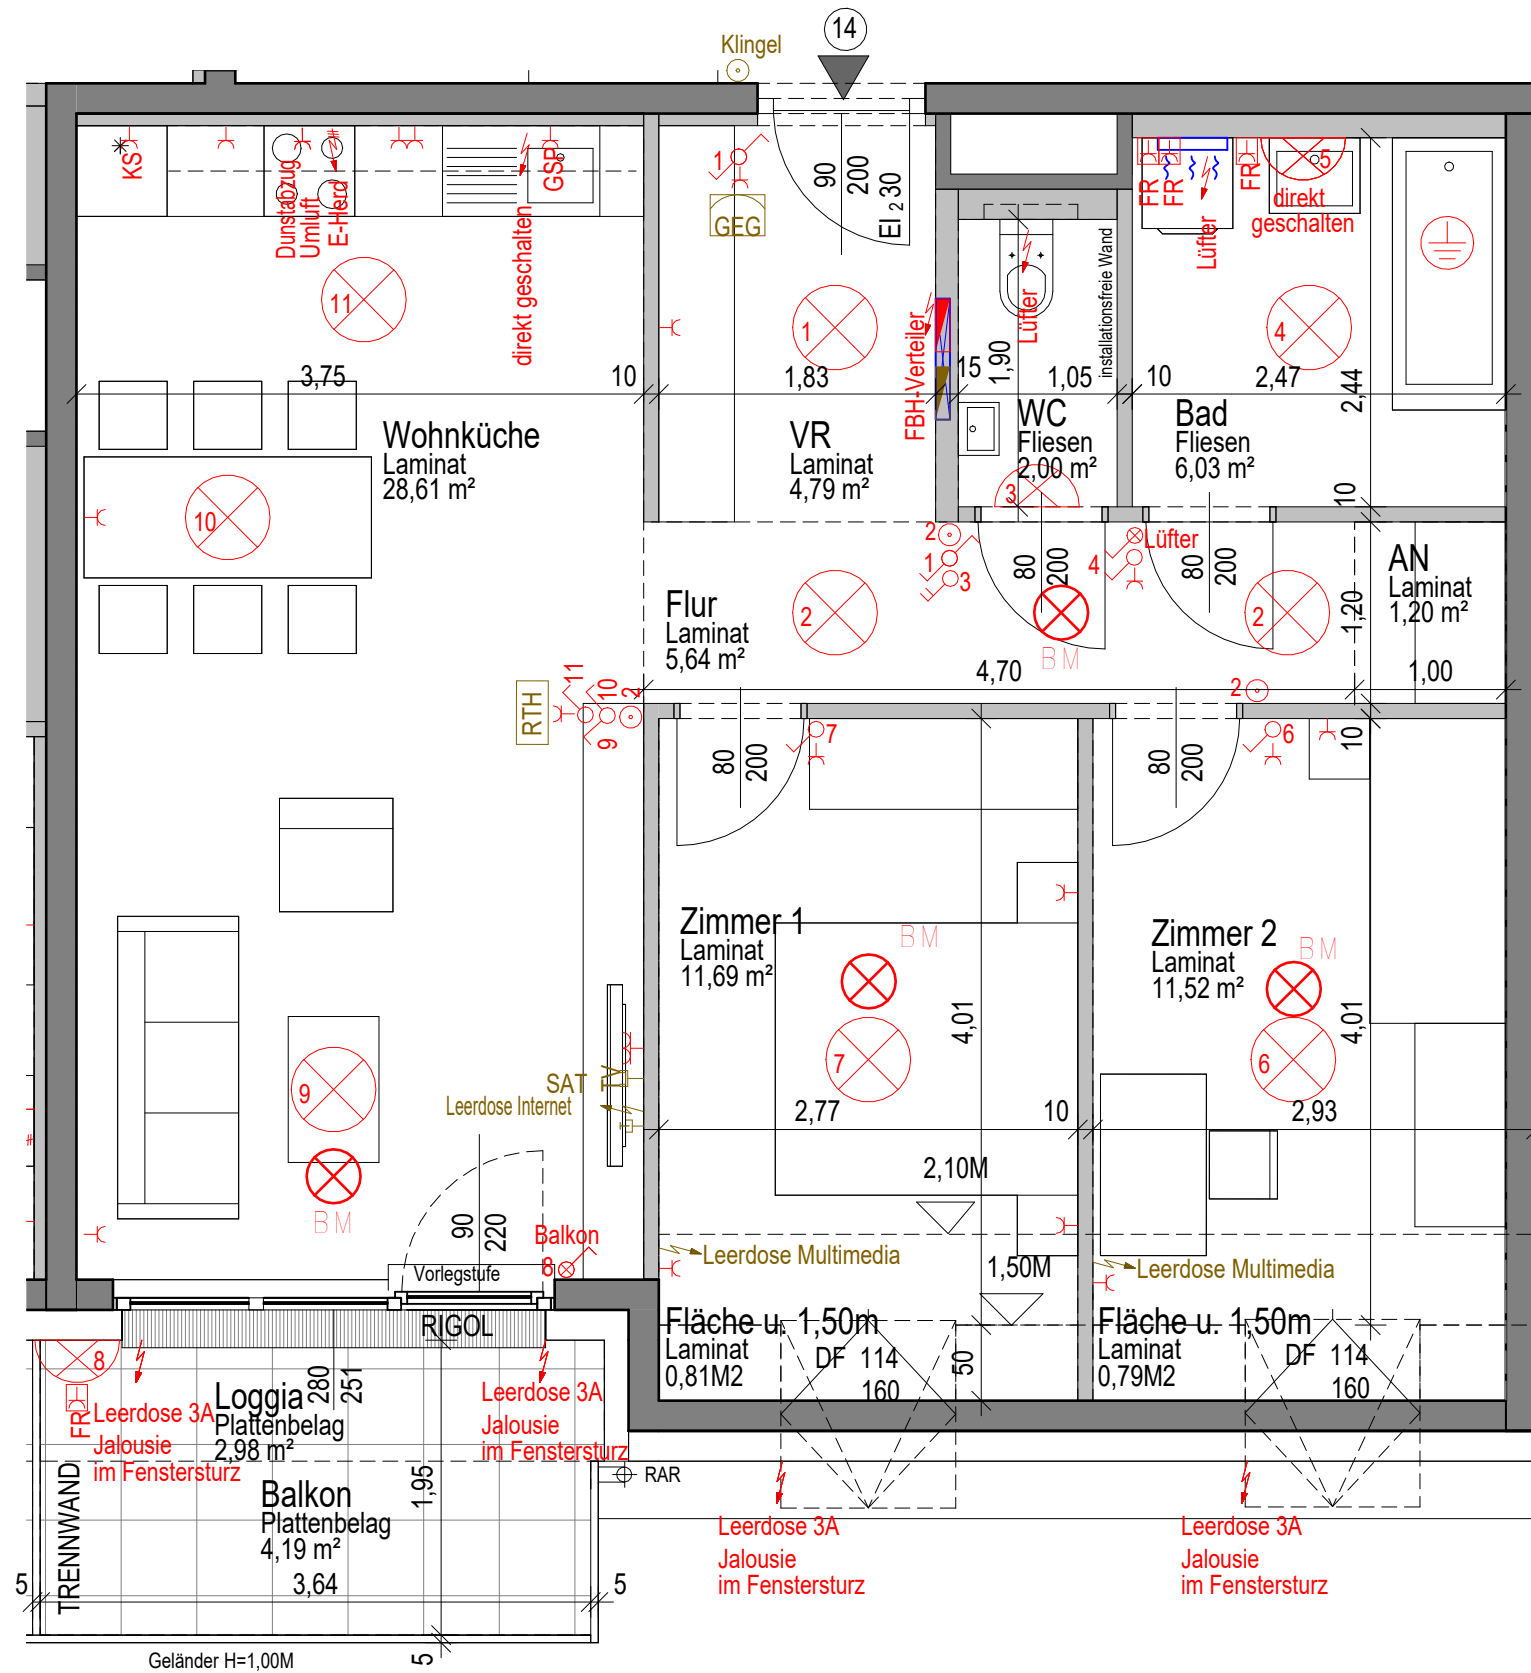 Klingel
14
KS
Dunstabzug
Umluft
E-Herd
GSP
direkt geschalten
1
GEG
90
200
EI 2 30
Lüfter
installationsfreie Wand
FR
FR
Lüfter
FR
5
direkt
geschalten
11
1
4
FBH-Verteiler
3,75
10
1,83
15
1,90
1,05
10
2,47
2,44
Wohnküche
Laminat
28,61 m²
VR
Laminat
4,79 m²
WC
Fliesen
2,00 m²
Bad
Fliesen
6,03 m²
10
3
10
2
1
3
Lüfter
4
80
200
80
200
AN
Laminat
1,20 m²
Flur
Laminat
5,64 m²
2
2
1,20
BM
4,70
1,00
RTH
11
10
2
9
2
7
6
10
80
200
80
200
Zimmer 1
Laminat
11,69 m²
BM
Zimmer 2
Laminat
11,52 m²
BM
4,01
4,01
7
6
9
SAT TV
Leerdose Internet
2,77
10
2,93
2,10M
BM
90
220
Balkon
8
Vorlegstufe
Leerdose Multimedia
Leerdose Multimedia
1,50M
RIGOL
Fläche u. 1,50m
Laminat
0,81M2
DF 114
160
50
Fläche u. 1,50m
Laminat
0,79M2
DF 114
160
8
FR
280
251
Loggia
Plattenbelag
2,98 m²
Leerdose 3A
Jalousie
im Fenstersturz
Leerdose 3A
Jalousie
im Fenstersturz
TRENNWAND
Balkon
Plattenbelag
4,19 m²
1,95
RAR
Leerdose 3A
Jalousie
im Fenstersturz
Leerdose 3A
Jalousie
im Fenstersturz
5
3,64
5
5
Geländer H=1,00M